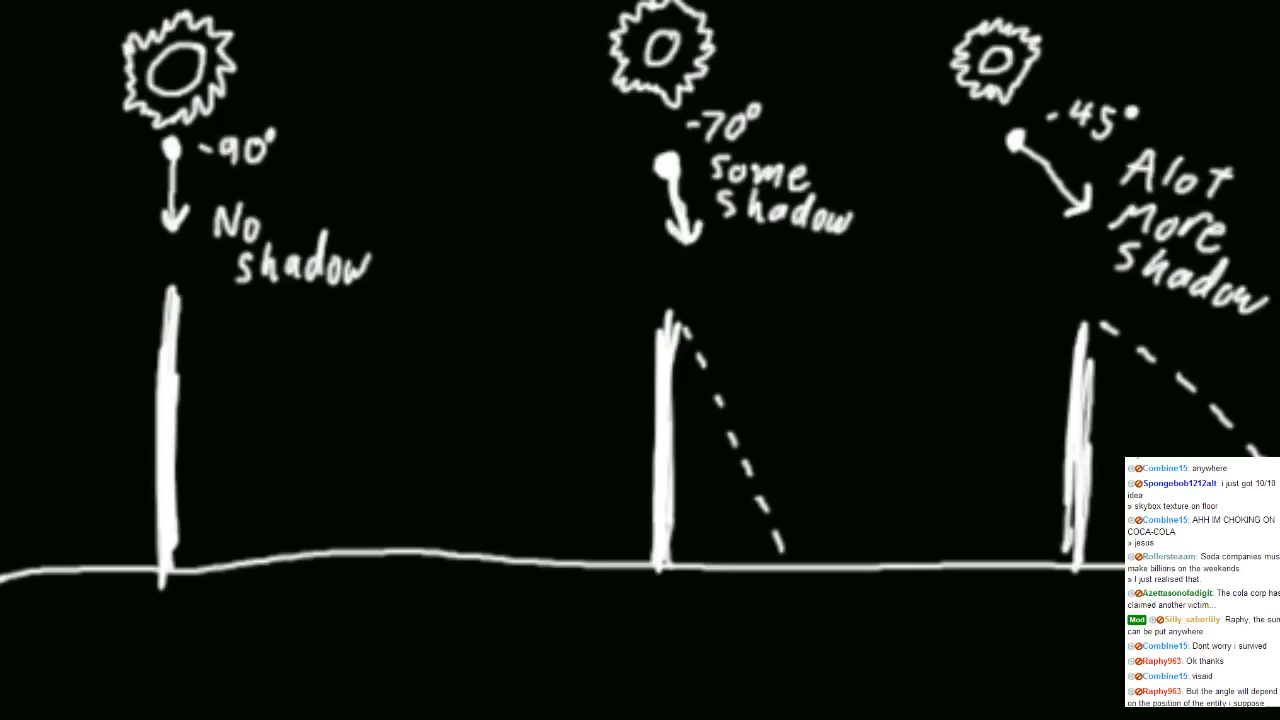 -90°
No
shadow
-70°
Some
shadow
-45°
Alot
More
shadow
Combine15: anywhere
Spongebob1212alt i just got 10/10
idea
» skybox texture on floor
Combine15: AHH IM CHOKING ON
COCA-COLA
» jesus
Rollersteaam: Soda companies mus
make billions on the weekends.
» I just realised that.
Azettasonofadigit: The cola corp has
claimed another victim...
Mod Silly_saberlily: Raphy, the sun
can be put anywhere
Combine15: Dont worry i survived
Raphy963: Ok thanks
Combine15: visaid
Raphy963: But the angle will depend
on the position of the entity i suppose